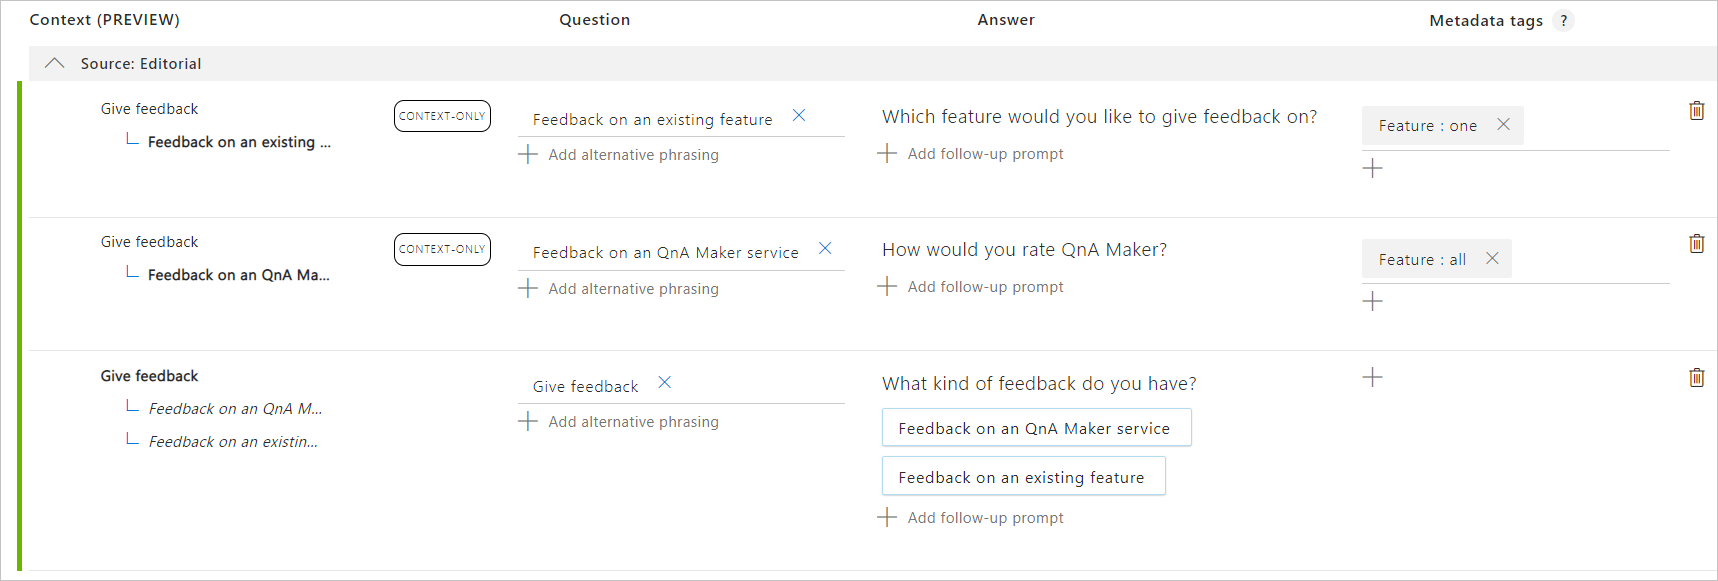 Context (PREVIEW) Question Answer Metadata tags ?
Source: Editorial
Give feedback
Feedback on an existing ...
CONTEXT-ONLY
Feedback on an existing feature
Add alternative phrasing
Which feature would you like to give feedback on?
Add follow-up prompt
Feature : one
Give feedback
Feedback on an QnA Ma...
CONTEXT-ONLY
Feedback on an QnA Maker service
Add alternative phrasing
How would you rate QnA Maker?
Add follow-up prompt
Feature : all
Give feedback
Feedback on an QnA M...
Feedback on an existin...
Give feedback
Add alternative phrasing
What kind of feedback do you have?
Feedback on an QnA Maker service
Feedback on an existing feature
Add follow-up prompt